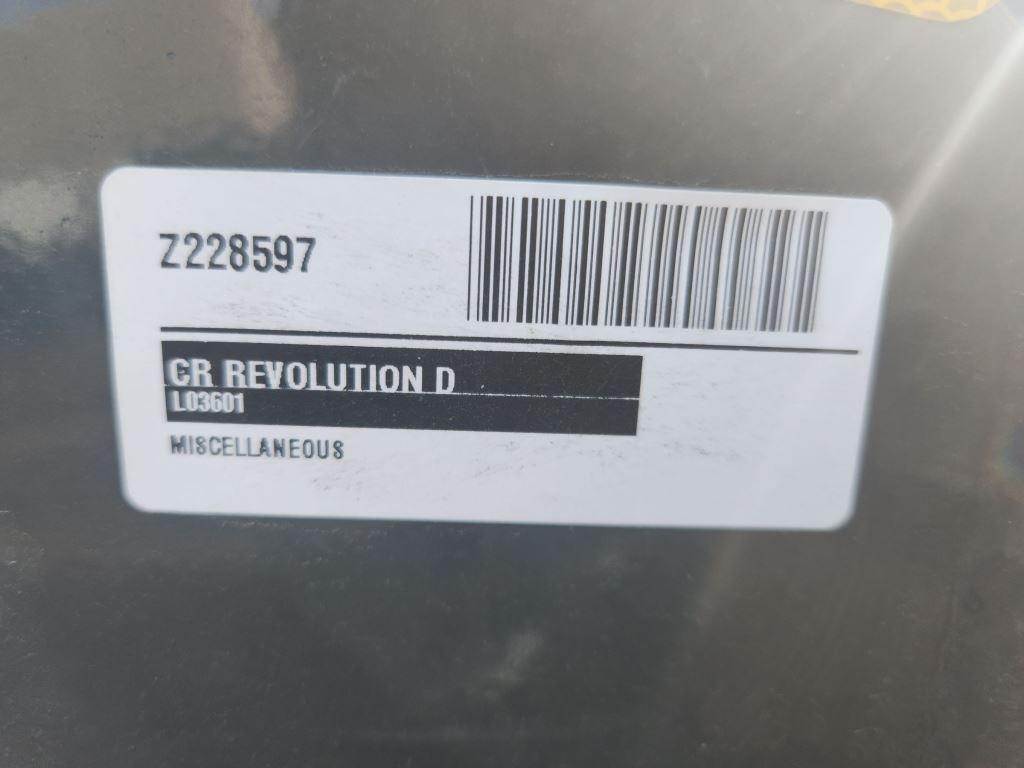 Z228597
CR REVOLUTION D
L03601
MISCELLANEOUS